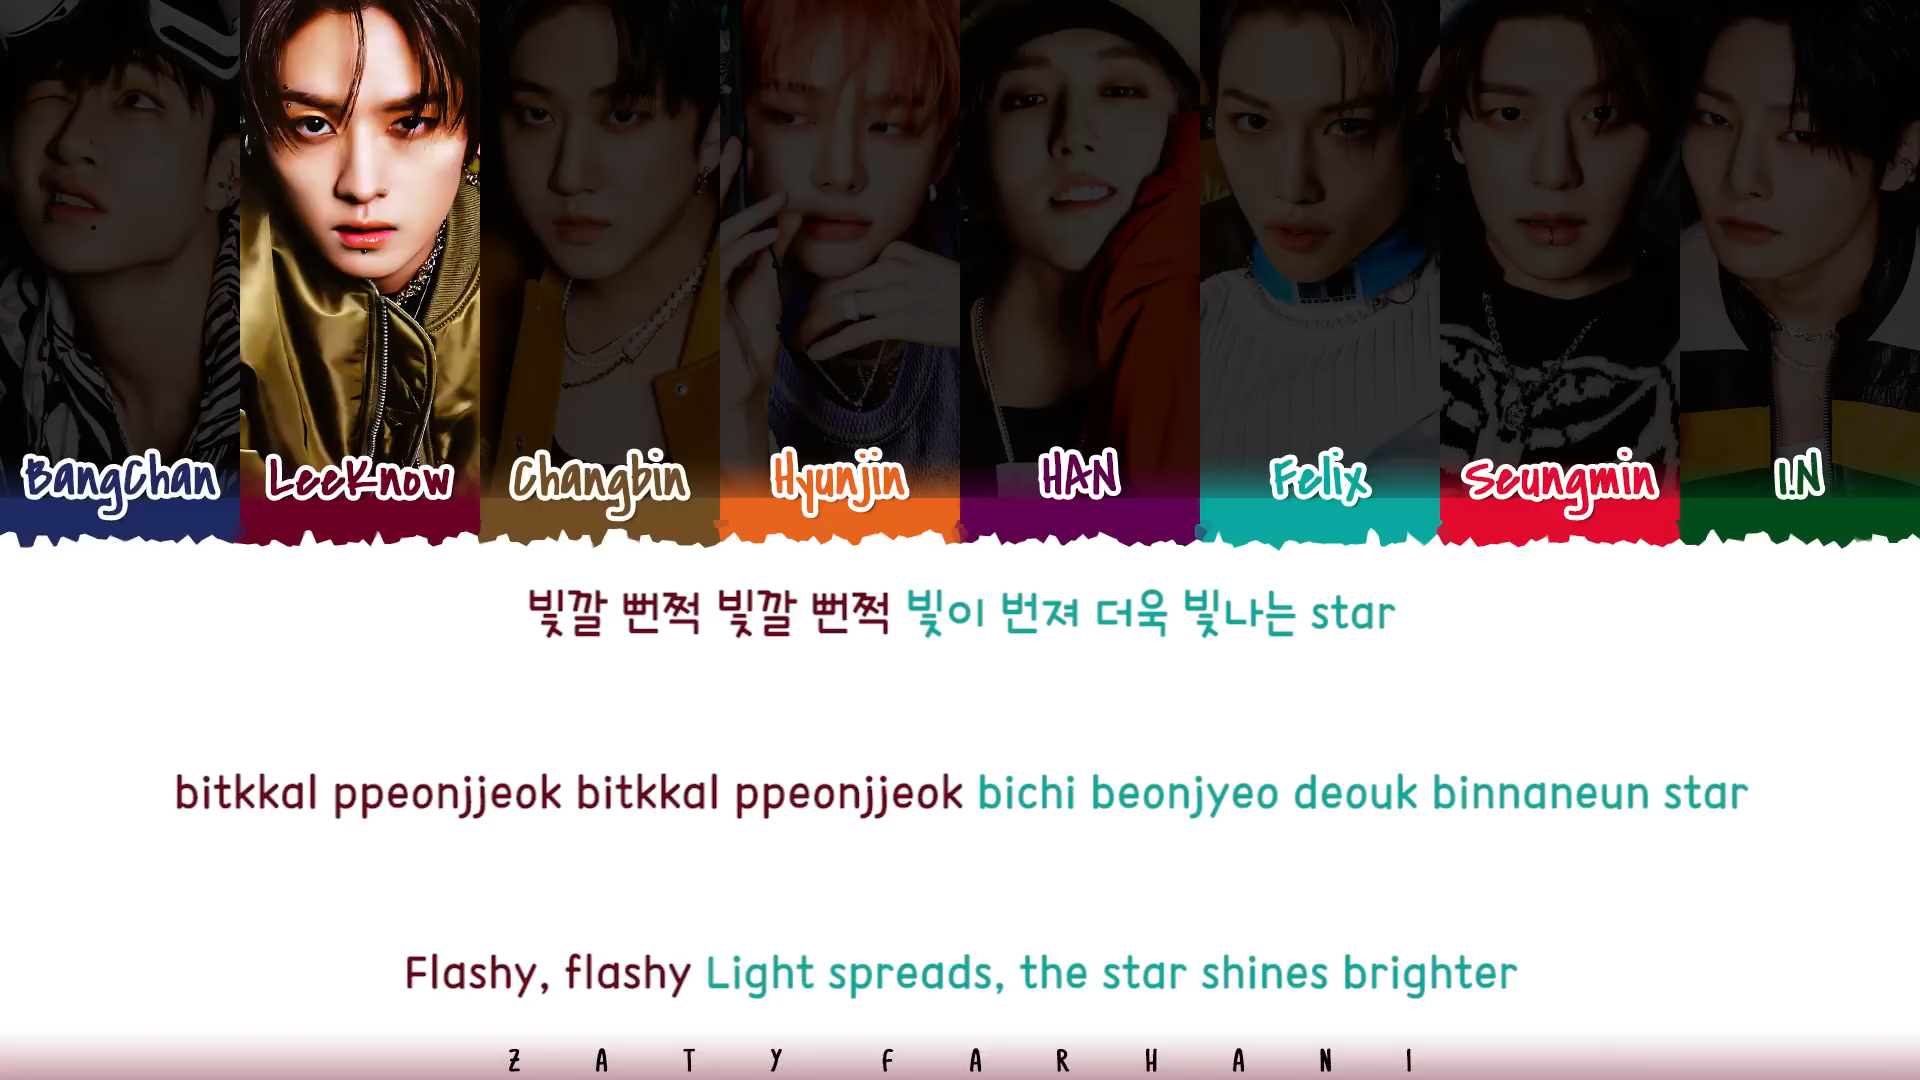 BangChan LeeKnow Changbin Hyunjin HAN Felix Seungmin I.N
빛깔 뻔쩍 빛깔 뻔쩍 빛이 번져 더욱 빛나는 star
bitkkal ppeonjjeok bitkkal ppeonjjeok bichi beonjyeo deouk binnaneun star
Flashy, flashy Light spreads, the star shines brighter
ZATY FARHANI